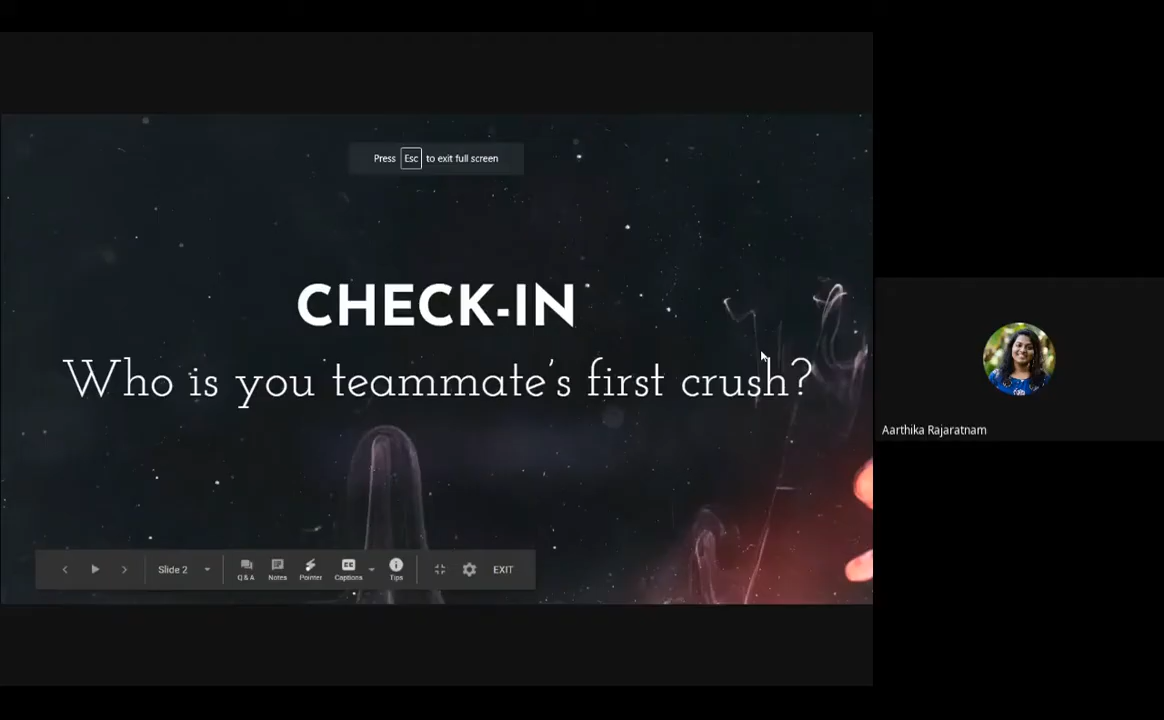 Press Esc to exit full screen
CHECK-IN
Who is you teammate's first crush?
Aarthika Rajaratnam
Slide 2
Q & A
Notes
Pointer
CC
Captions
Tips
EXIT